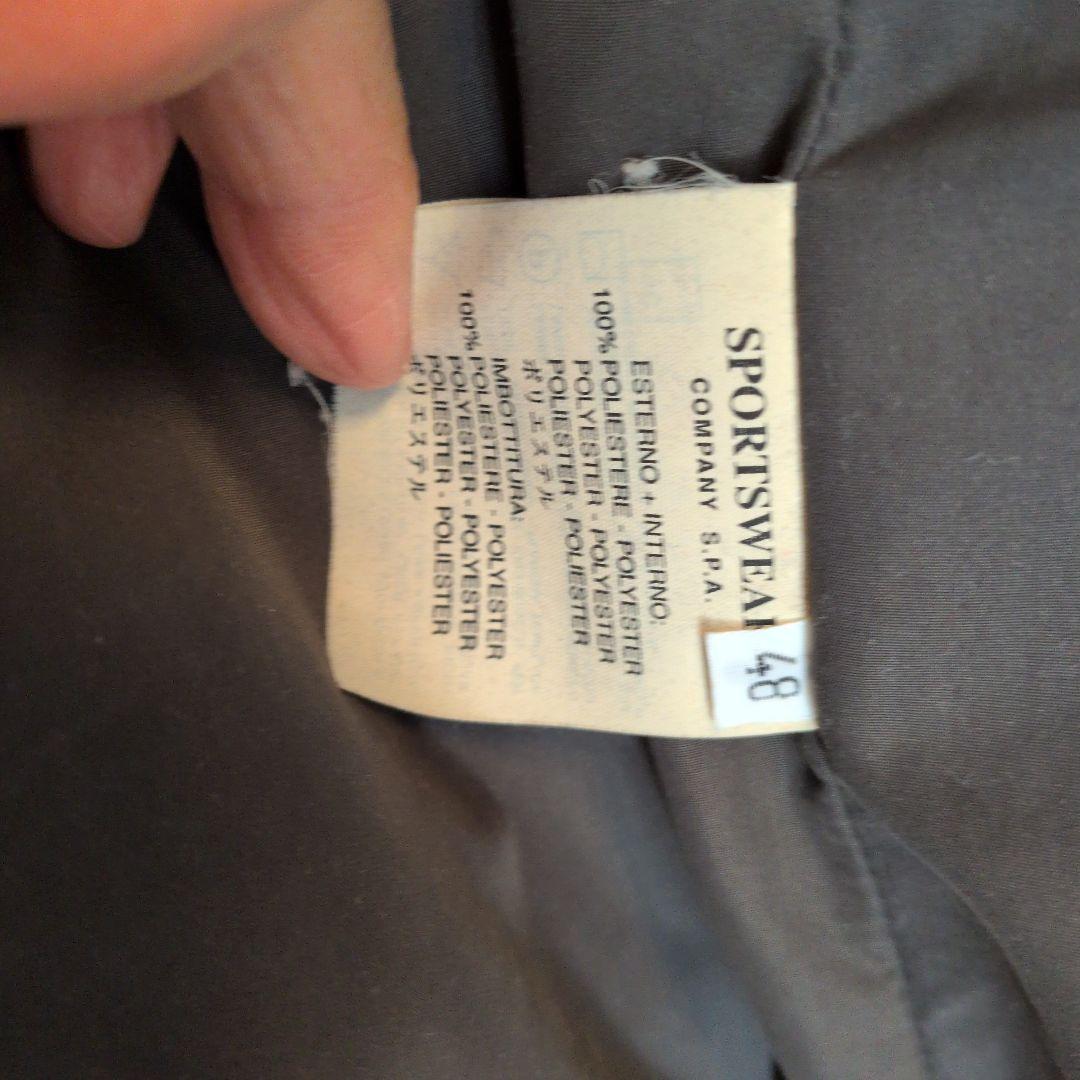 SPORTSWEAR
COMPANY S.P.A.
48
ESTERNO + INTERNO:
100% POLIESTERE - POLYESTER
POLYESTER - POLYESTER
POLIESTER - POLIESTER
ポリエステル
IMBOTTITURA:
100% POLIESTERE - POLYESTER
POLYESTER - POLYESTER
POLIESTER - POLIESTER
ポリエステル